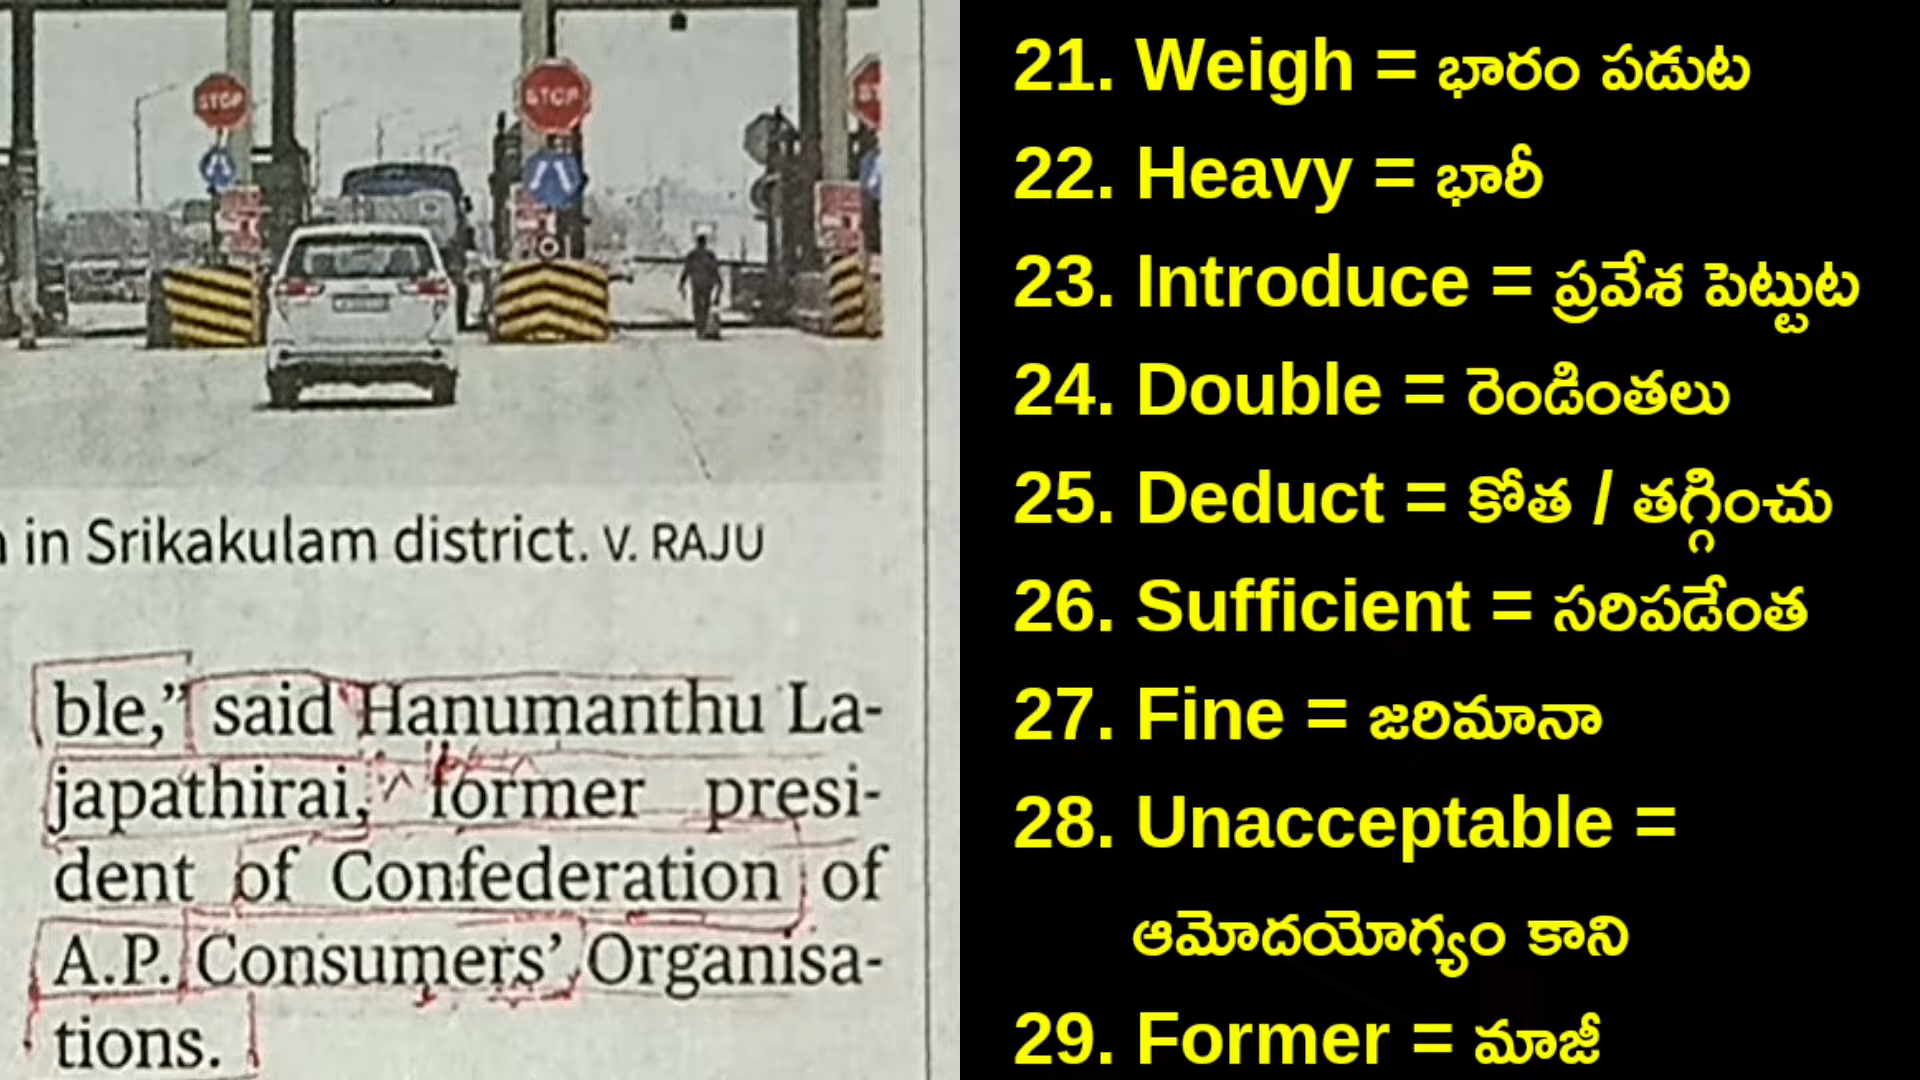 STOP
STOP
ST
in Srikakulam district. V. RAJU
ble,” said Hanumanthu La-
japathirai, former presi-
dent of Confederation of
A.P. Consumers’ Organisa-
tions.
21. Weigh = భారం పడుట
22. Heavy = భారీ
23. Introduce = ప్రవేశ పెట్టుట
24. Double = రెండింతలు
25. Deduct = కోత / తగ్గించు
26. Sufficient = సరిపడేంత
27. Fine = జరిమానా
28. Unacceptable =
ఆమోదయోగ్యం కాని
29. Former = మాజీ